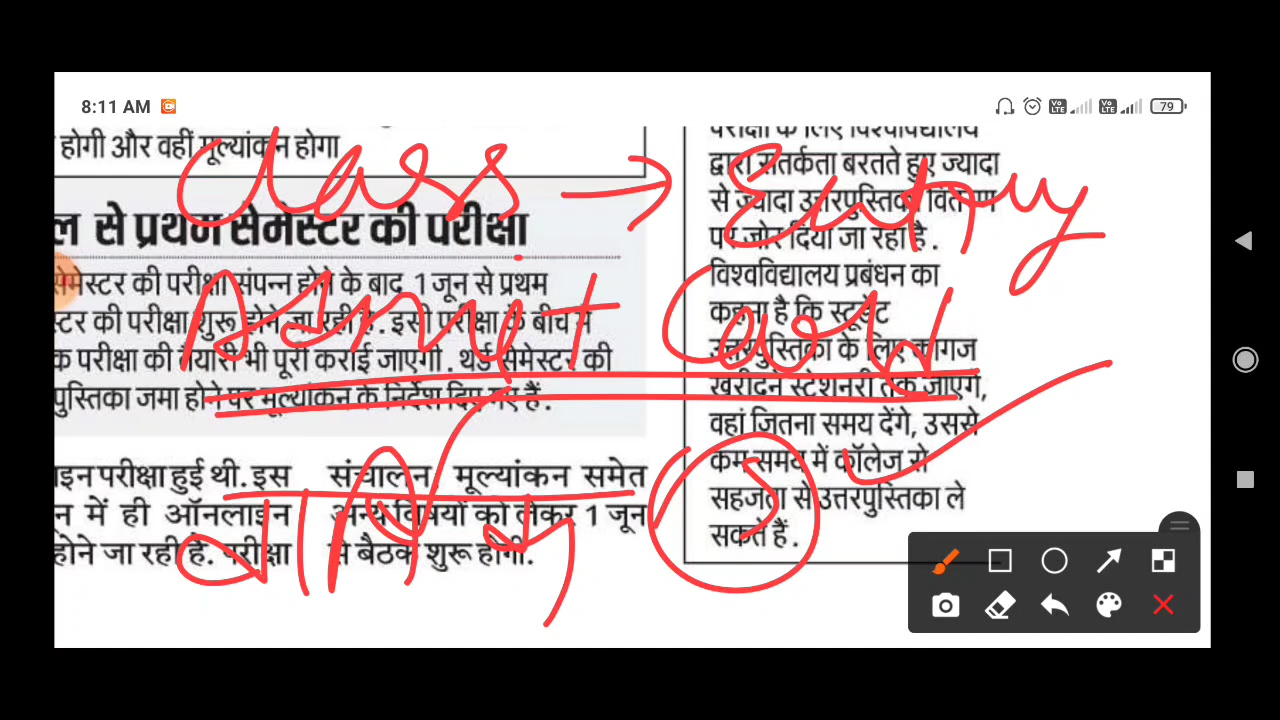 8:11 AM
79
होगी और वहीं मूल्यांकन होगा
ल से प्रथम सेमेस्टर की परीक्षा
सेमेस्टर की परीक्षा संपन्न होने के बाद 1 जून से प्रथम
स्टर की परीक्षा शुरू होने जा रही है. इसी परीक्षा के बीच में
क परीक्षा की तैयारी भी पूरी कराई जाएगी. थर्ड सेमेस्टर की
पुस्तिका जमा होने पर मूल्यांकन के निर्देश दिए गए हैं.
इन परीक्षा हुई थी. इस
न में ही ऑनलाइन
होने जा रही है. परीक्षा
संचालन, मूल्यांकन समेत
अन्य विषयों को लेकर 1 जून
से बैठक शुरू होगी.
परीक्षा के लिए विश्वविद्यालय
द्वारा सतर्कता बरतते हुए ज्यादा
से ज्यादा उत्तरपुस्तिका वितरण
पर जोर दिया जा रहा है.
विश्वविद्यालय प्रबंधन का
कहना है कि स्टूडेंट
उत्तरपुस्तिका के लिए कागज
खरीदने स्टेशनरी तक जाएंगे,
वहां जितना समय देंगे, उससे
कम समय में कॉलेज से
सहजता से उत्तरपुस्तिका ले
सकते हैं.
Class → Entry
Admit Card